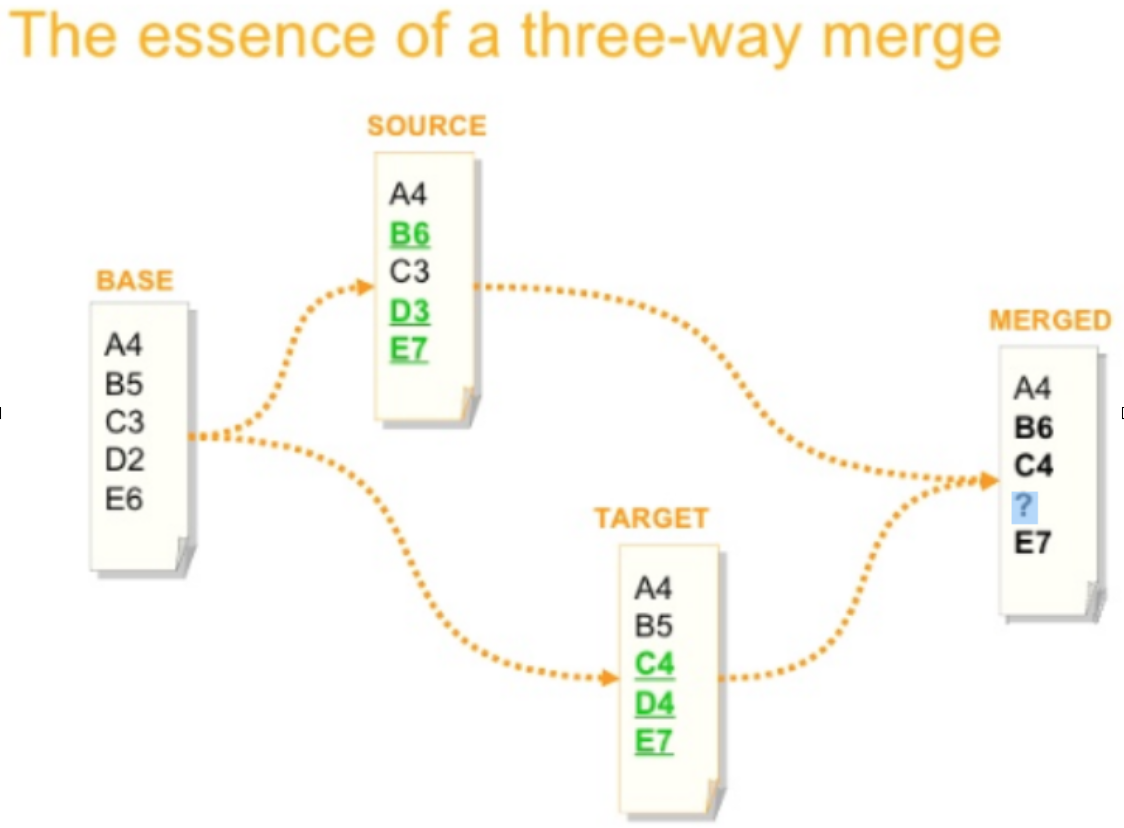 The essence of a three-way merge
SOURCE
A4
B6
C3
D3
E7
BASE
A4
B5
C3
D2
E6
MERGED
A4
B6
C4
?
E7
TARGET
A4
B5
C4
D4
E7